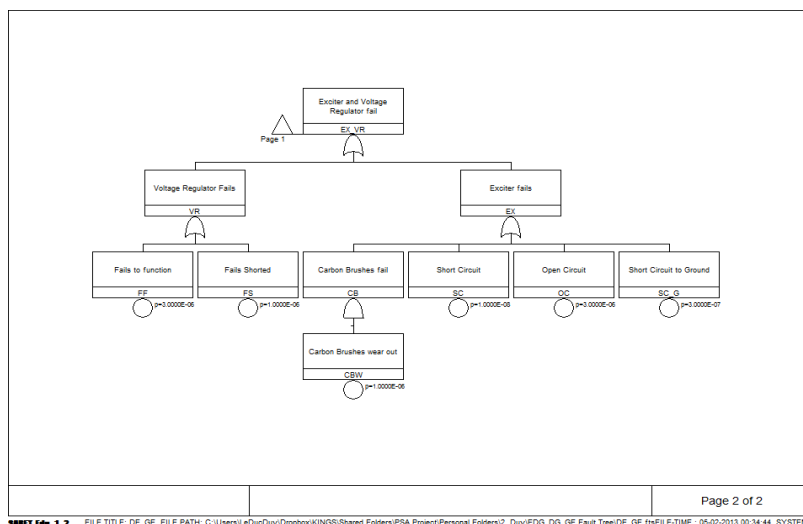 Exciter and Voltage
Regulator fail
EX_VR
Page 1
Voltage Regulator Fails
VR
Exciter fails
EX
Fails to function
FF
p=3.0000E-06
Fails Shorted
FS
p=1.0000E-06
Carbon Brushes fail
CB
Short Circuit
SC
p=1.0000E-08
Open Circuit
OC
p=3.0000E-06
Short Circuit to Ground
SC_G
p=3.0000E-07
Carbon Brushes wear out
CBW
p=1.0000E-06
Page 2 of 2
FILE TITLE: DE_GE FILE PATH: C:\Users\LeDucDuy\Dropbox\KINGS\Shared Folders\PSA Project\Personal Folders\2_Duy\EDG_DG_GE Fault Tree\DE_GE.fts FILE-TIME : 05-02-2013 00:34:44 SYSTEM